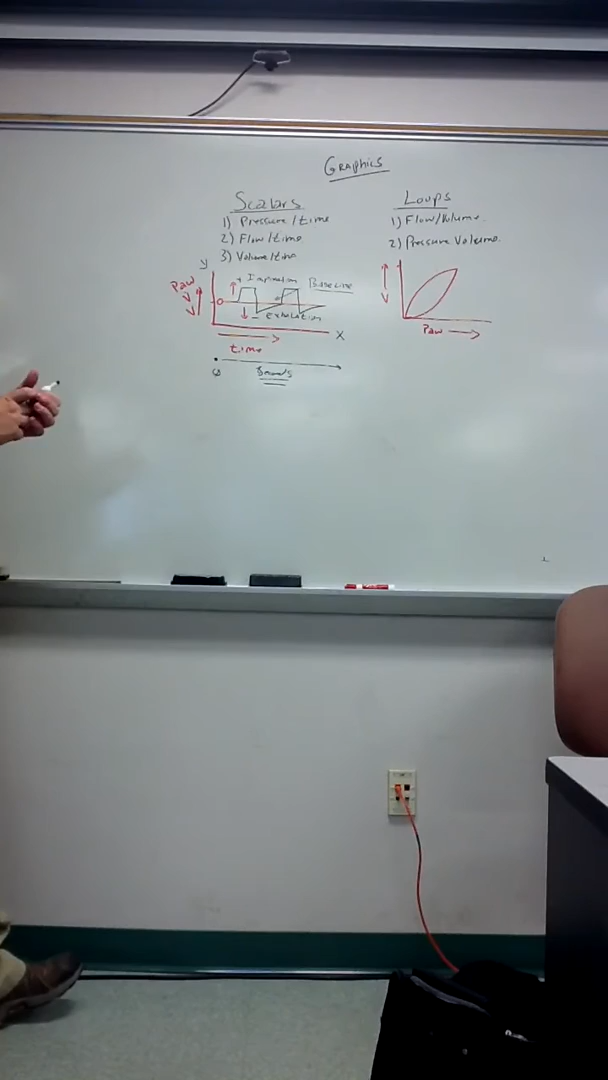 Graphics
Scalars
1) Pressure/time
2) Flow/time
3) Volume/time
Loops
1) Flow/Volume
2) Pressure Volume
y
+ Inspiration
Baseline
Paw
0
- Exhalation
x
time
Paw